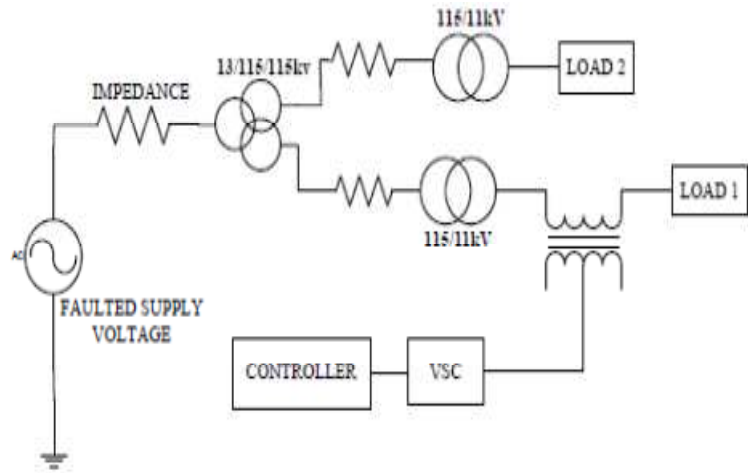 115/11kV
13/115/115kv
LOAD 2
IMPEDANCE
LOAD 1
115/11kV
AC
FAULTED SUPPLY
VOLTAGE
CONTROLLER
VSC